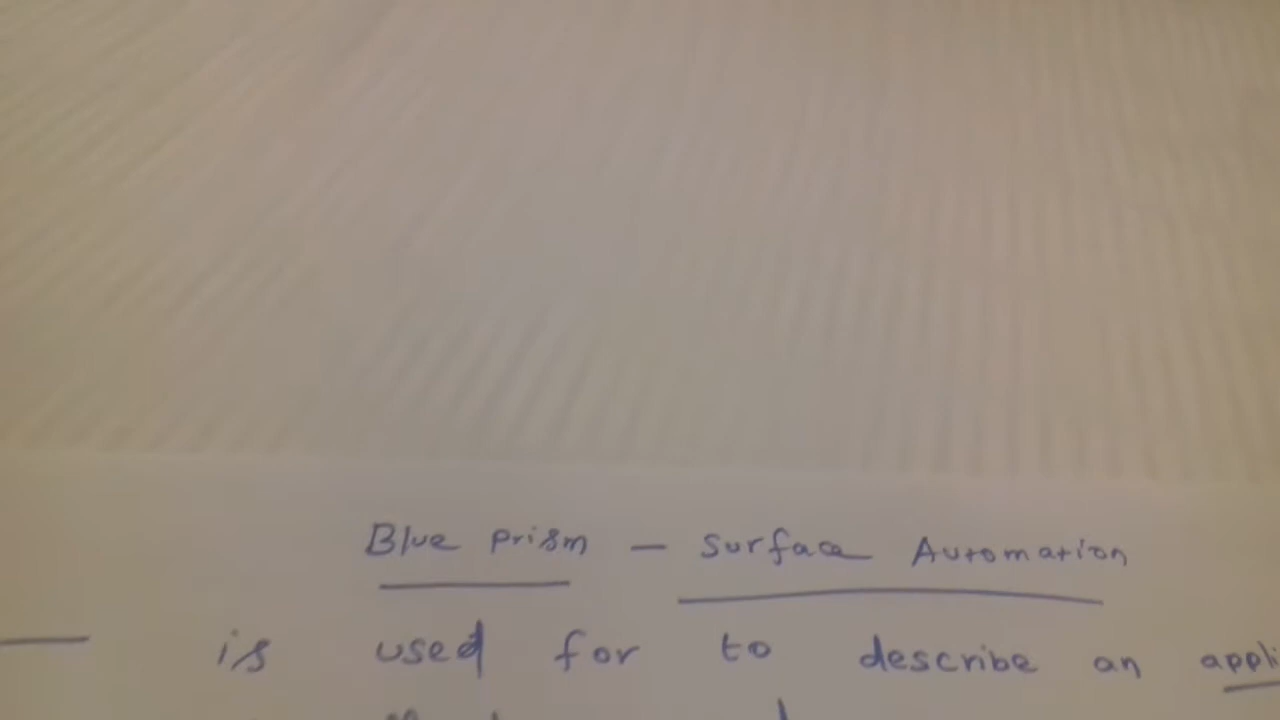 Blue Prism - Surface Automation
is used for to describe an